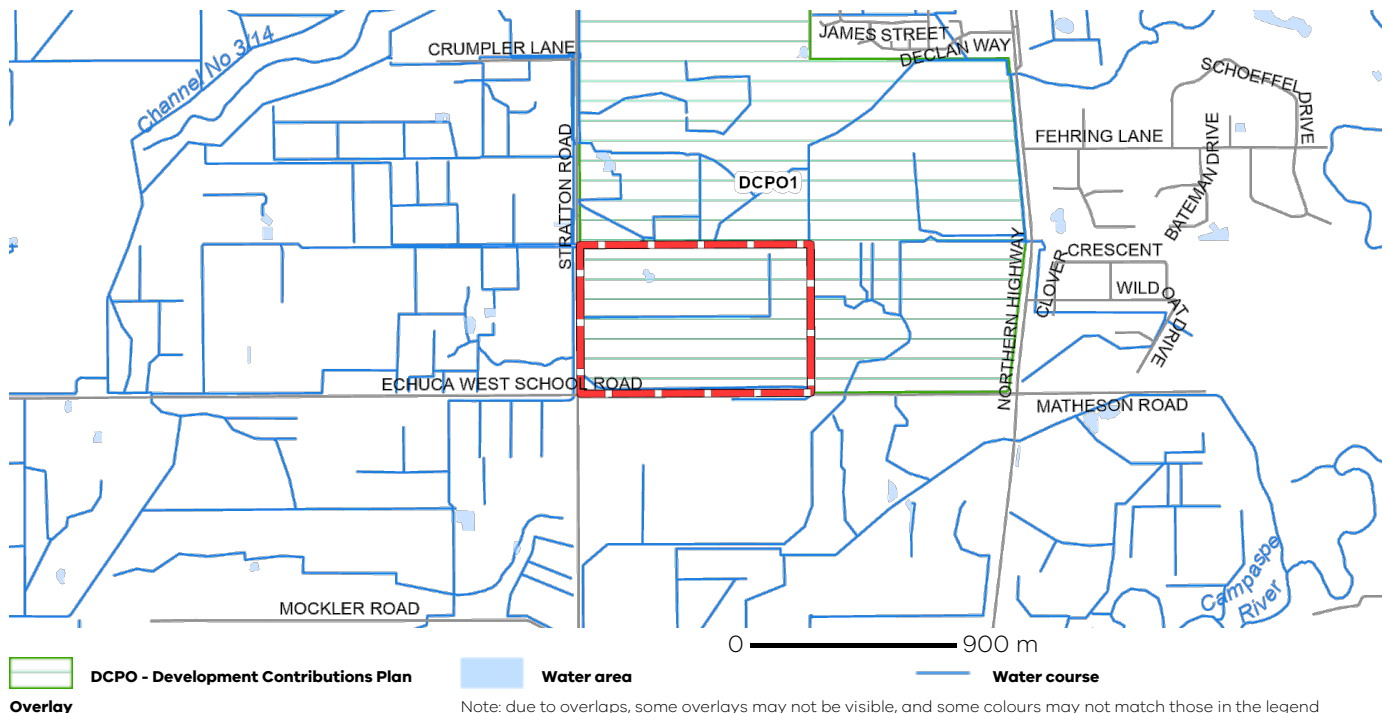 JAMES STREET
DECLAN WAY
CRUMPLER LANE
Channel No 3/14
SCHOEFFEL DRIVE
FEHRING LANE
BATEMAN DRIVE
STRATTON ROAD
DCPO1
NORTHERN HIGHWAY
CLOVER CRESCENT
WILD OAT DRIVE
ECHUCA WEST SCHOOL ROAD
MATHESON ROAD
Campaspe
River
MOCKLER ROAD
0 900 m
DCPO - Development Contributions Plan
Overlay
Water area
Water course
Note: due to overlaps, some overlays may not be visible, and some colours may not match those in the legend